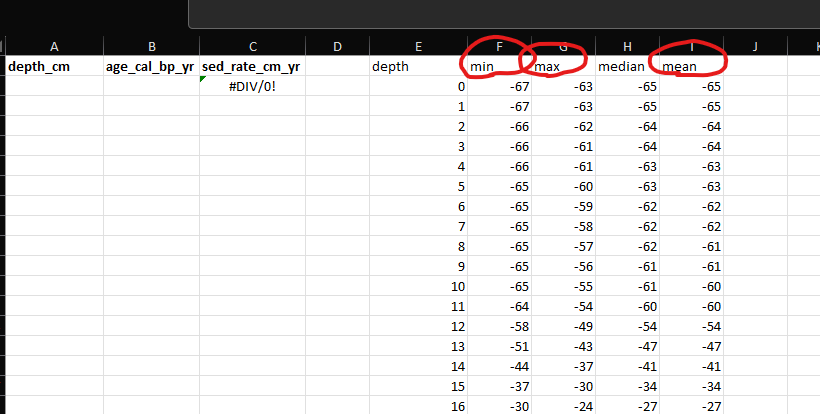 A B C D E F G H I J K
depth_cm age_cal_bp_yr sed_rate_cm_yr depth min max median mean
#DIV/0! 0 -67 -63 -65 -65
1 -67 -63 -65 -65
2 -66 -62 -64 -64
3 -66 -61 -64 -64
4 -66 -61 -63 -63
5 -65 -60 -63 -63
6 -65 -59 -62 -62
7 -65 -58 -62 -62
8 -65 -57 -62 -61
9 -65 -56 -61 -61
10 -65 -55 -61 -60
11 -64 -54 -60 -60
12 -58 -49 -54 -54
13 -51 -43 -47 -47
14 -44 -37 -41 -41
15 -37 -30 -34 -34
16 -30 -24 -27 -27